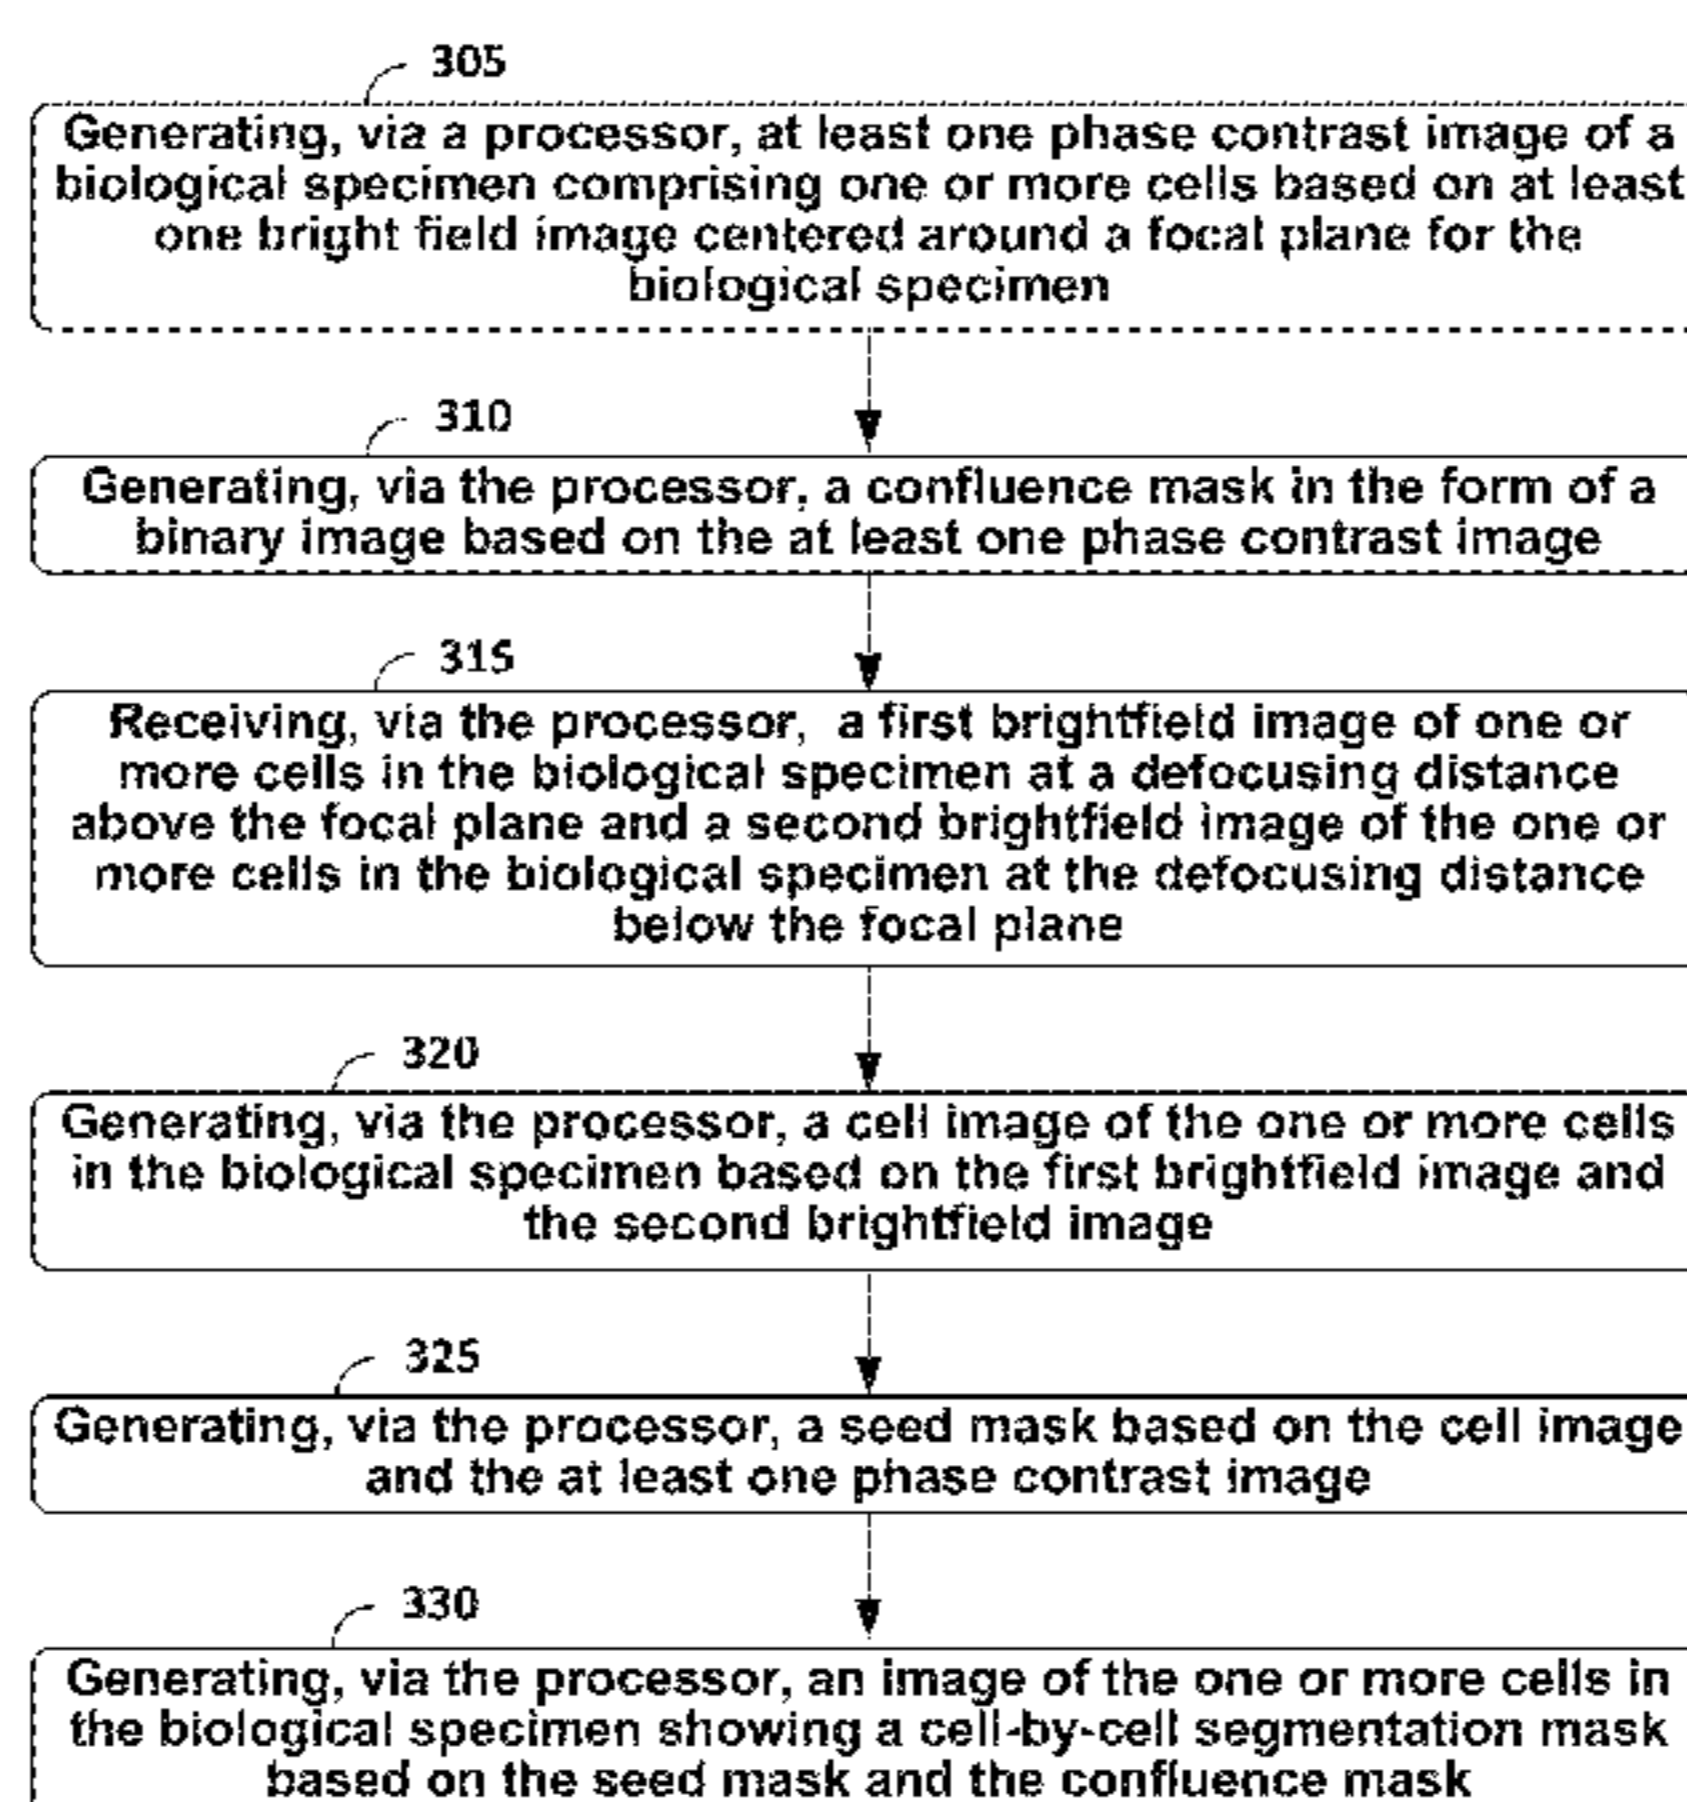 305
Generating, via a processor, at least one phase contrast image of a
biological specimen comprising one or more cells based on at least
one bright field image centered around a focal plane for the
biological specimen
310
Generating, via the processor, a confluence mask in the form of a
binary image based on the at least one phase contrast image
315
Receiving, via the processor, a first brightfield image of one or
more cells in the biological specimen at a defocusing distance
above the focal plane and a second brightfield image of the one or
more cells in the biological specimen at the defocusing distance
below the focal plane
320
Generating, via the processor, a cell image of the one or more cells
in the biological specimen based on the first brightfield image and
the second brightfield image
325
Generating, via the processor, a seed mask based on the cell image
and the at least one phase contrast image
330
Generating, via the processor, an image of the one or more cells in
the biological specimen showing a cell-by-cell segmentation mask
based on the seed mask and the confluence mask